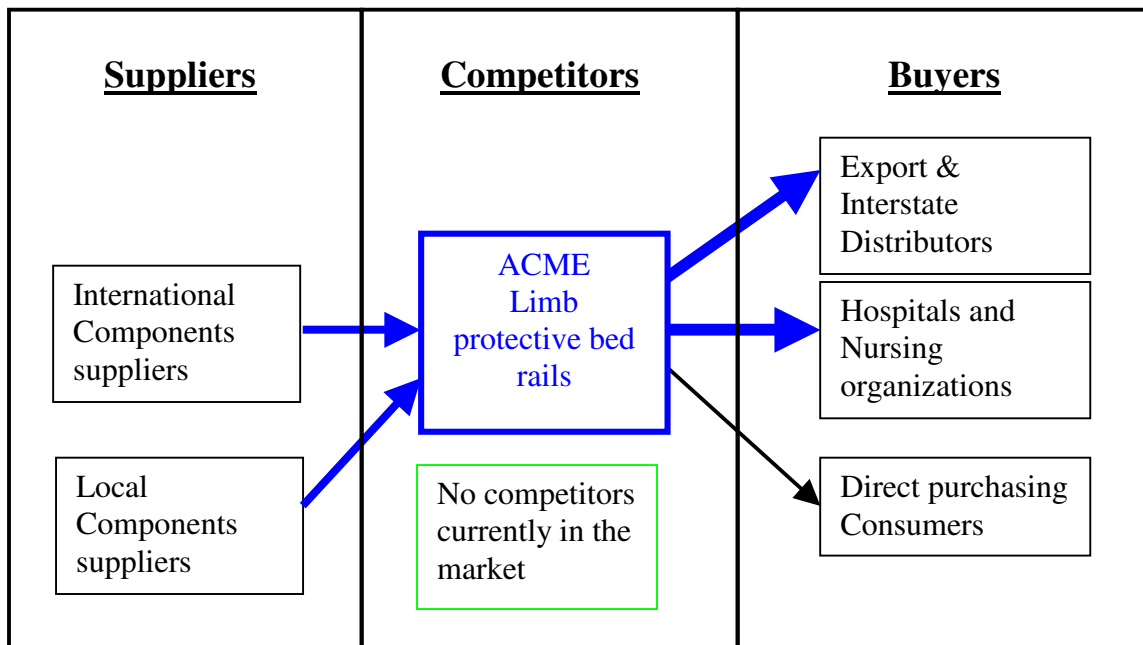 Suppliers
Competitors
Buyers
International
Components
suppliers
Local
Components
suppliers
ACME
Limb
protective bed
rails
No competitors
currently in the
market
Export &
Interstate
Distributors
Hospitals and
Nursing
organizations
Direct purchasing
Consumers